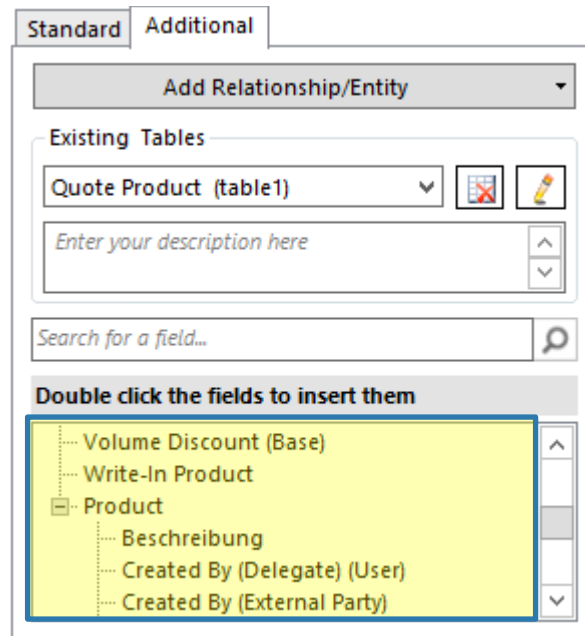 Standard Additional
Add Relationship/Entity
Existing Tables
Quote Product (table1)
Enter your description here
Search for a field...
Double click the fields to insert them
Volume Discount (Base)
Write-In Product
Product
Beschreibung
Created By (Delegate) (User)
Created By (External Party)